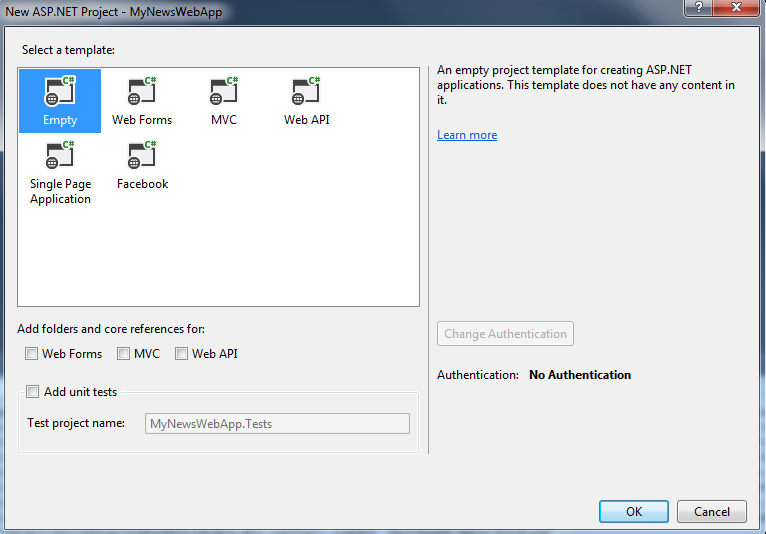 New ASP.NET Project - MyNewsWebApp
?
Select a template:
C# C# C# C#
Empty Web Forms MVC Web API
C# C#
Single Page Application Facebook
An empty project template for creating ASP.NET
applications. This template does not have any content in
it.
Learn more
Add folders and core references for:
Web Forms MVC Web API
Add unit tests
Test project name: MyNewsWebApp.Tests
Change Authentication
Authentication: No Authentication
OK Cancel